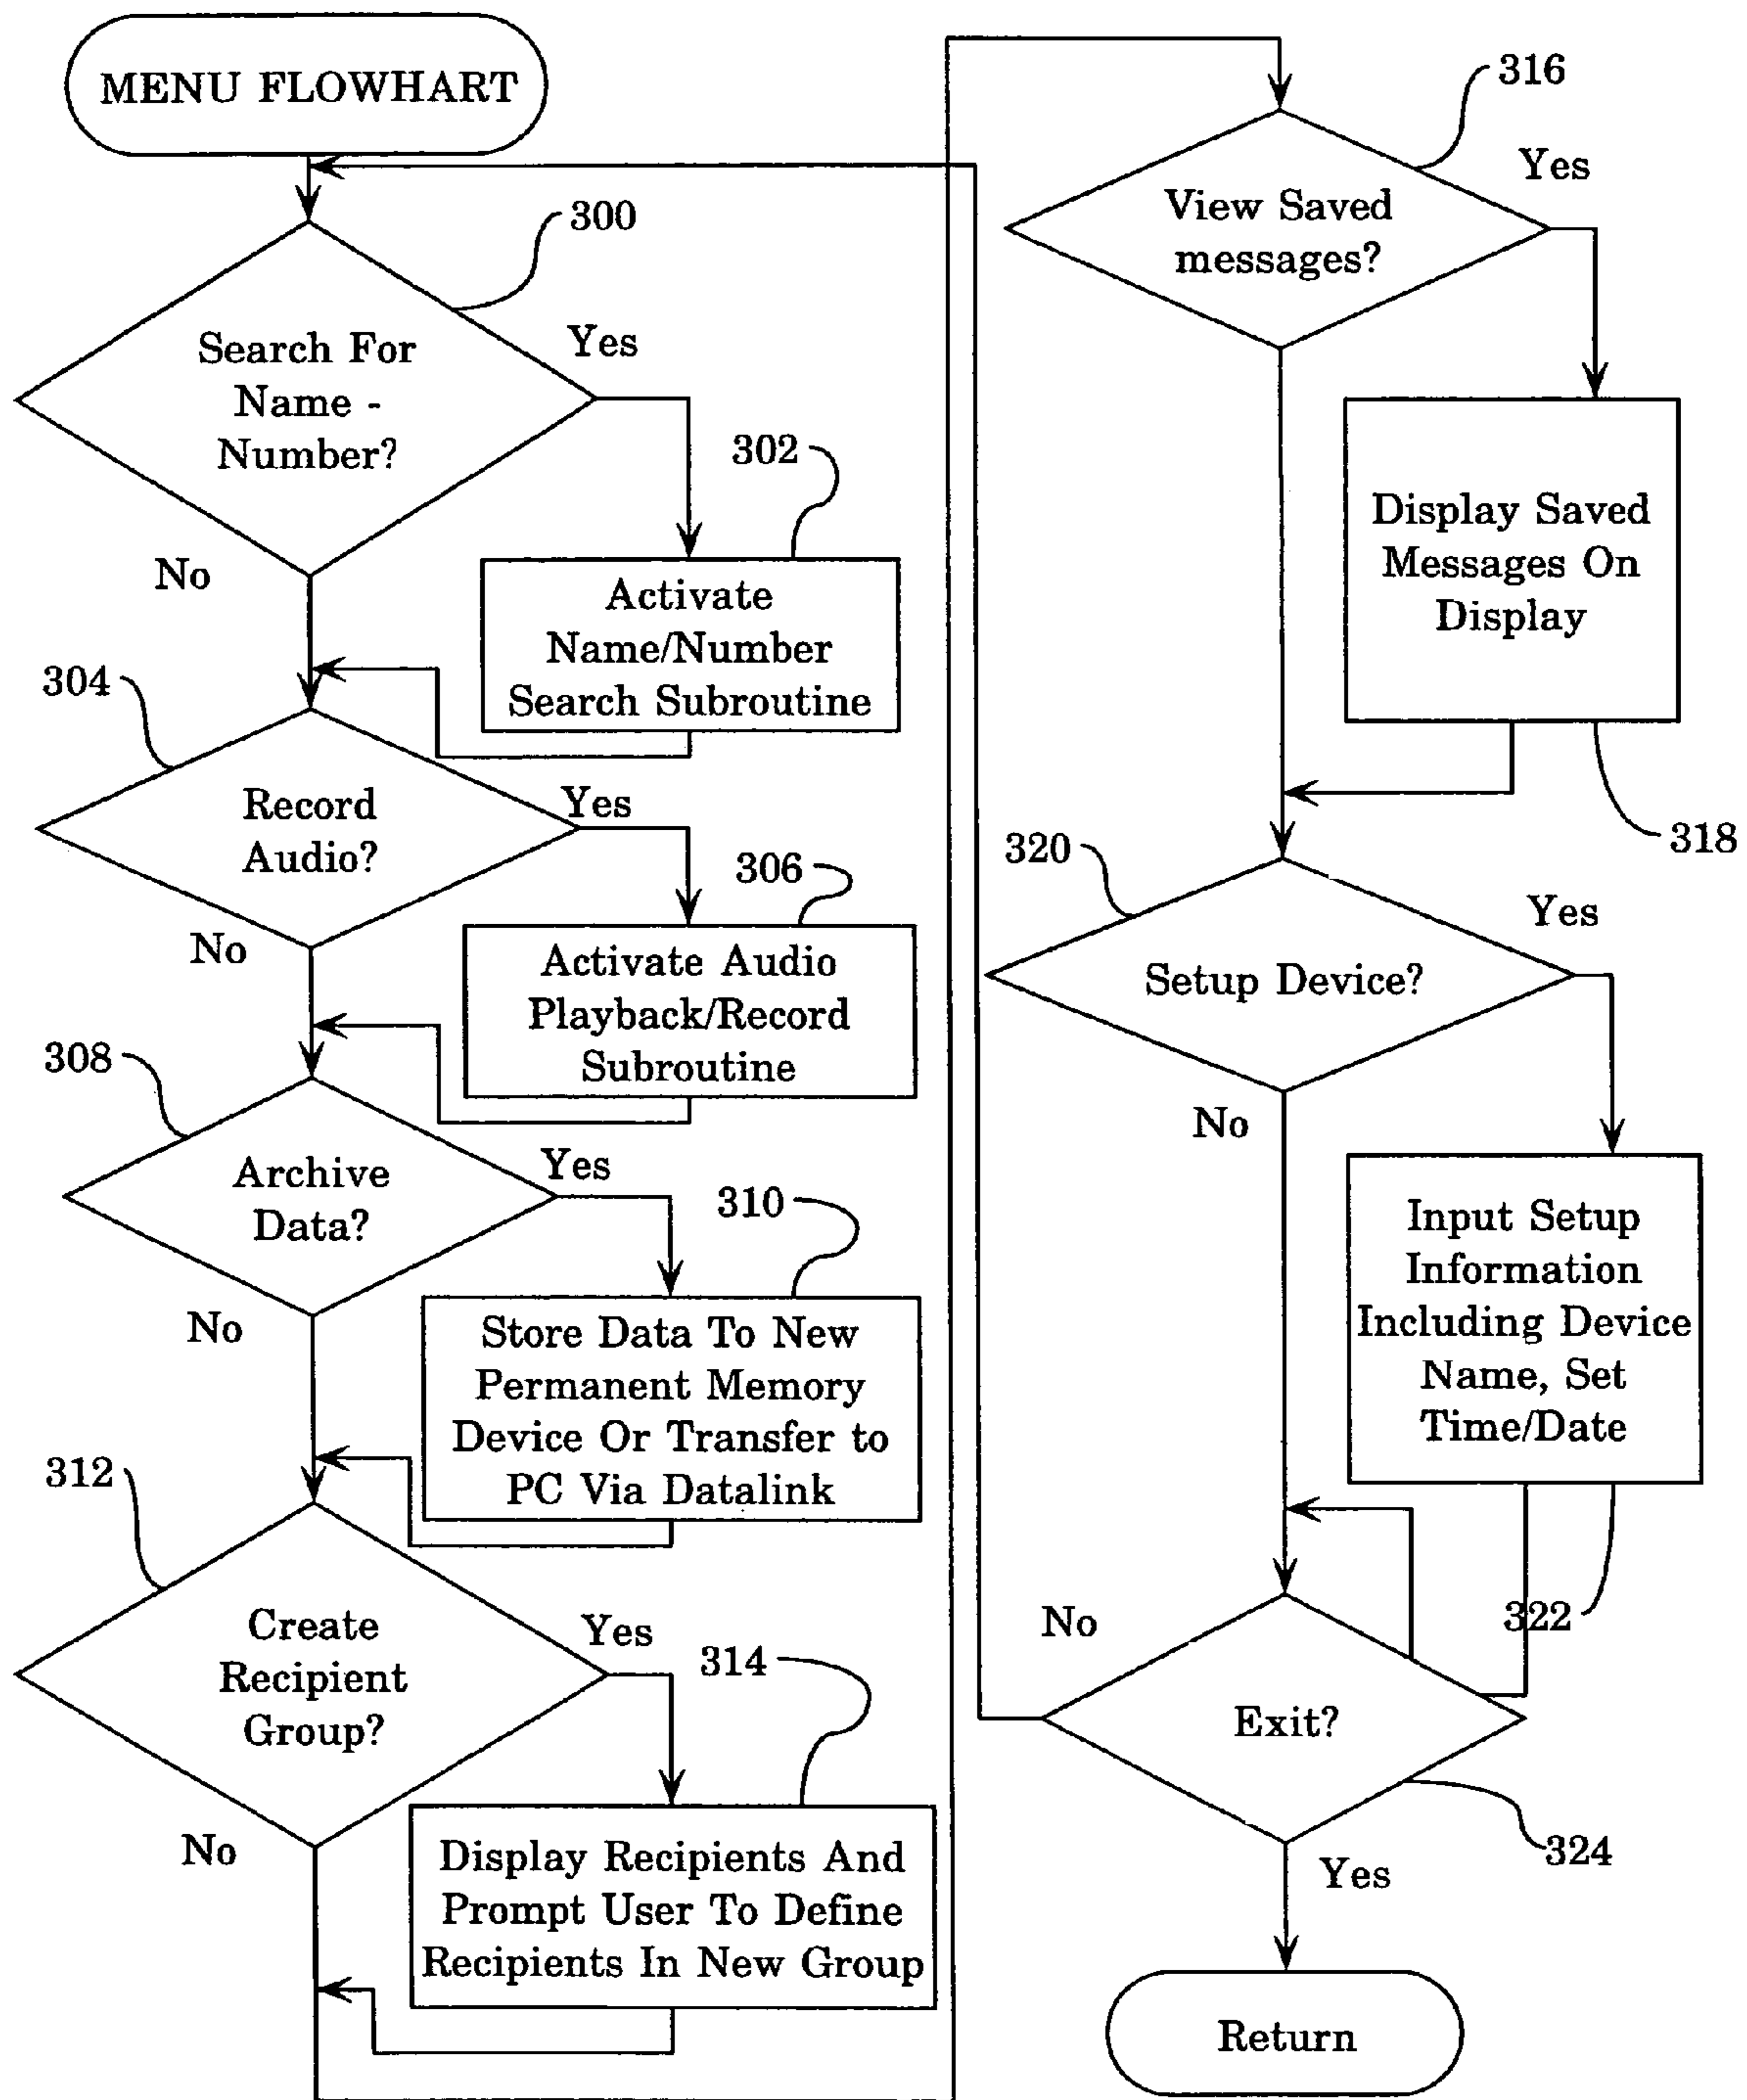 MENU FLOWHART
300
Search For
Name -
Number?
Yes
No
302
Activate
Name/Number
Search Subroutine
304
Record
Audio?
Yes
No
306
Activate Audio
Playback/Record
Subroutine
308
Archive
Data?
Yes
No
310
Store Data To New
Permanent Memory
Device Or Transfer to
PC Via Datalink
312
Create
Recipient
Group?
Yes
No
314
Display Recipients And
Prompt User To Define
Recipients In New Group
316
View Saved
messages?
Yes
Display Saved
Messages On
Display
318
320
Setup Device?
Yes
No
Input Setup
Information
Including Device
Name, Set
Time/Date
322
No
Exit?
324
Yes
Return